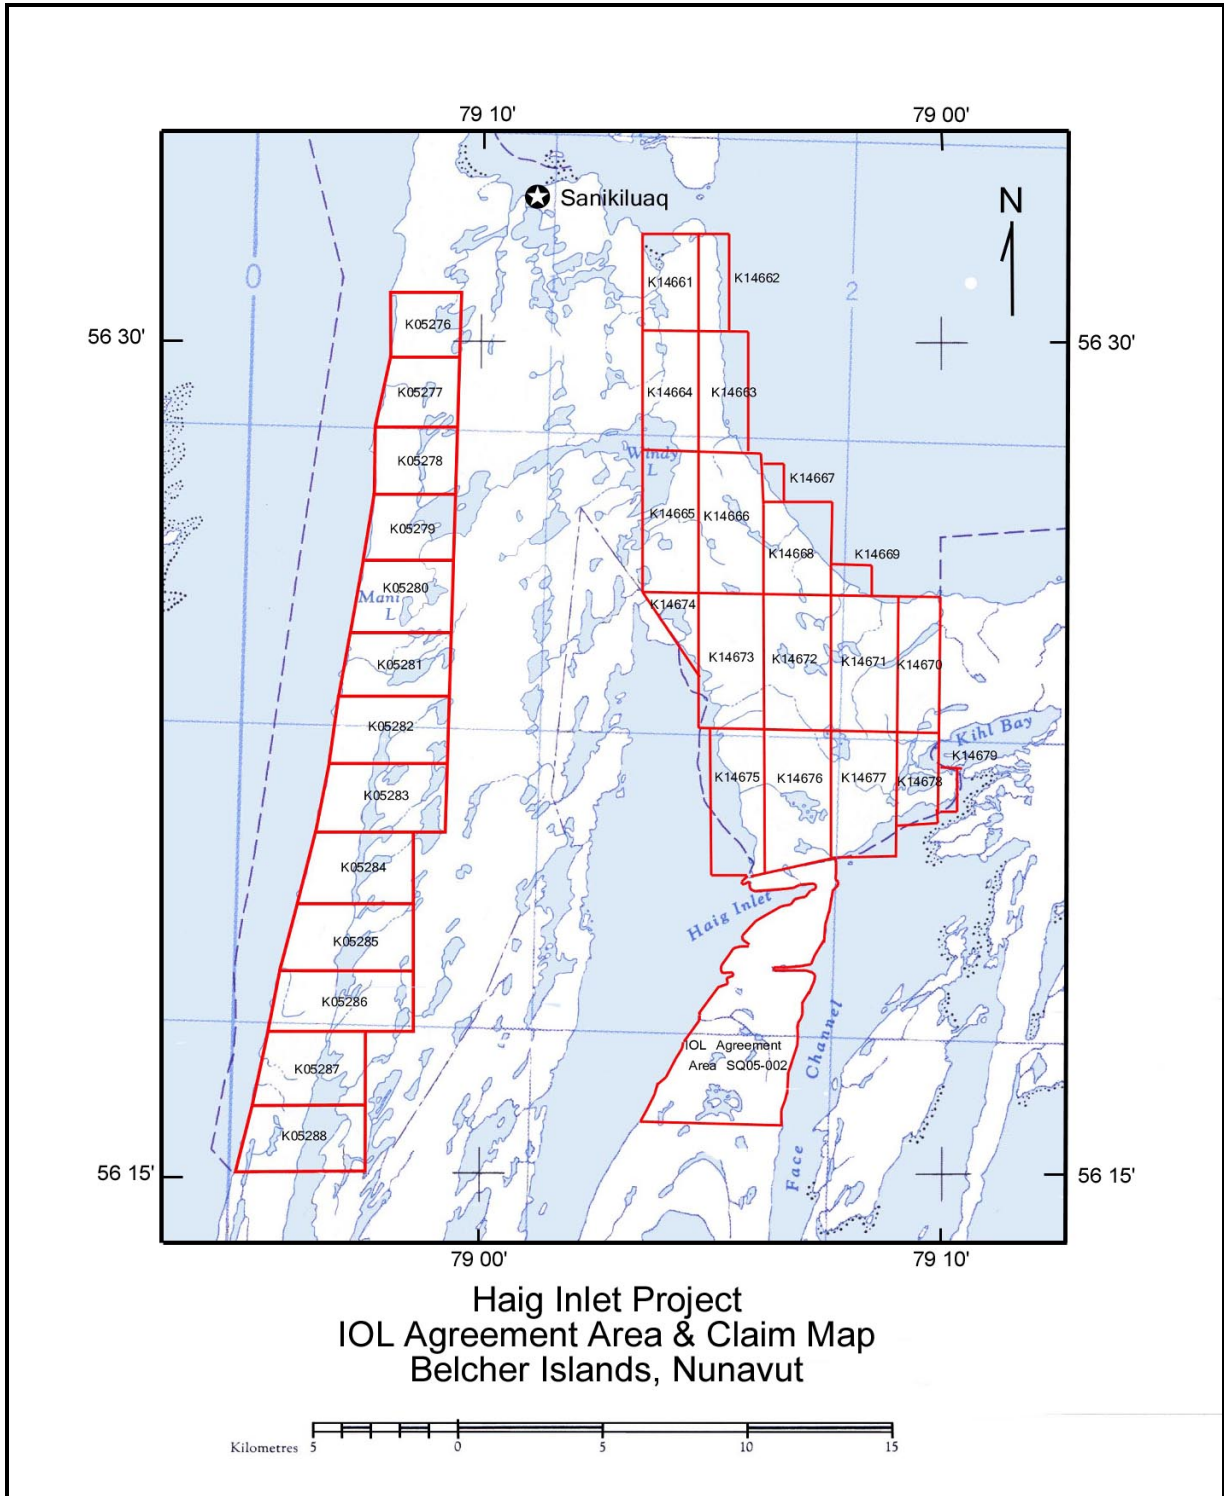 79 10'
79 00'
Sanikiluaq
N
0
2
K14661
K14662
K05276
56 30'
56 30'
K05277
K14664
K14663
Windy
L
K05278
K14667
K14665
K14666
K05279
K14668
K14669
K05280
Mani
L
K14674
K05281
K14673
K14672
K14671
K14670
K05282
Kihl Bay
K14679
K05283
K14675
K14676
K14677
K14678
K05284
Haig Inlet
K05285
K05286
Face Channel
IOL Agreement
Area SQ05-002
K05287
K05288
56 15'
56 15'
79 00'
79 10'
Haig Inlet Project
IOL Agreement Area & Claim Map
Belcher Islands, Nunavut
Kilometres 5 0 5 10 15